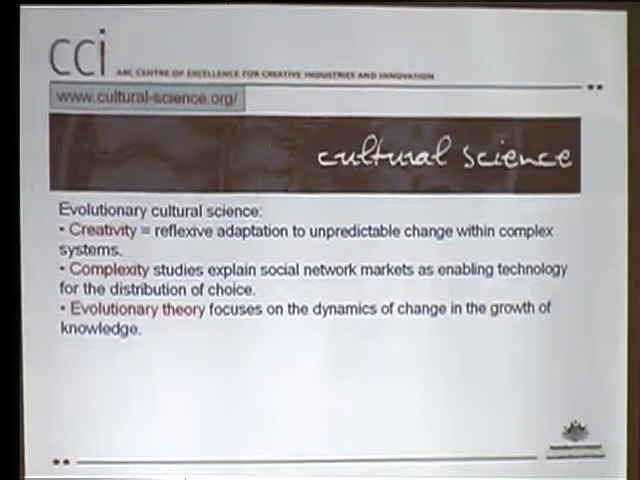 cci ARC CENTRE OF EXCELLENCE FOR CREATIVE INDUSTRIES AND INNOVATION
www.cultural-science.org/
cultural science
Evolutionary cultural science:
• Creativity = reflexive adaptation to unpredictable change within complex
systems.
• Complexity studies explain social network markets as enabling technology
for the distribution of choice.
• Evolutionary theory focuses on the dynamics of change in the growth of
knowledge.